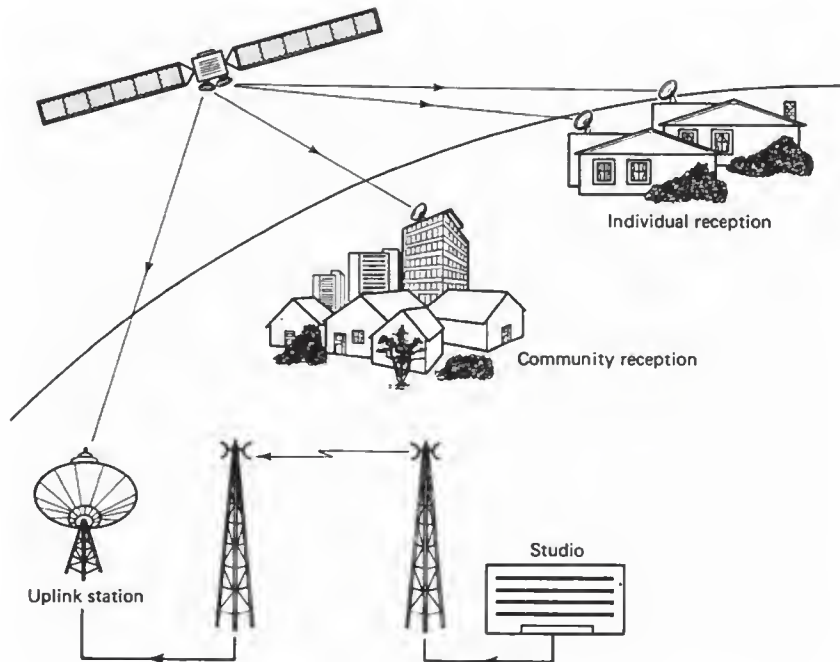 Individual reception
Community reception
Studio
Uplink station